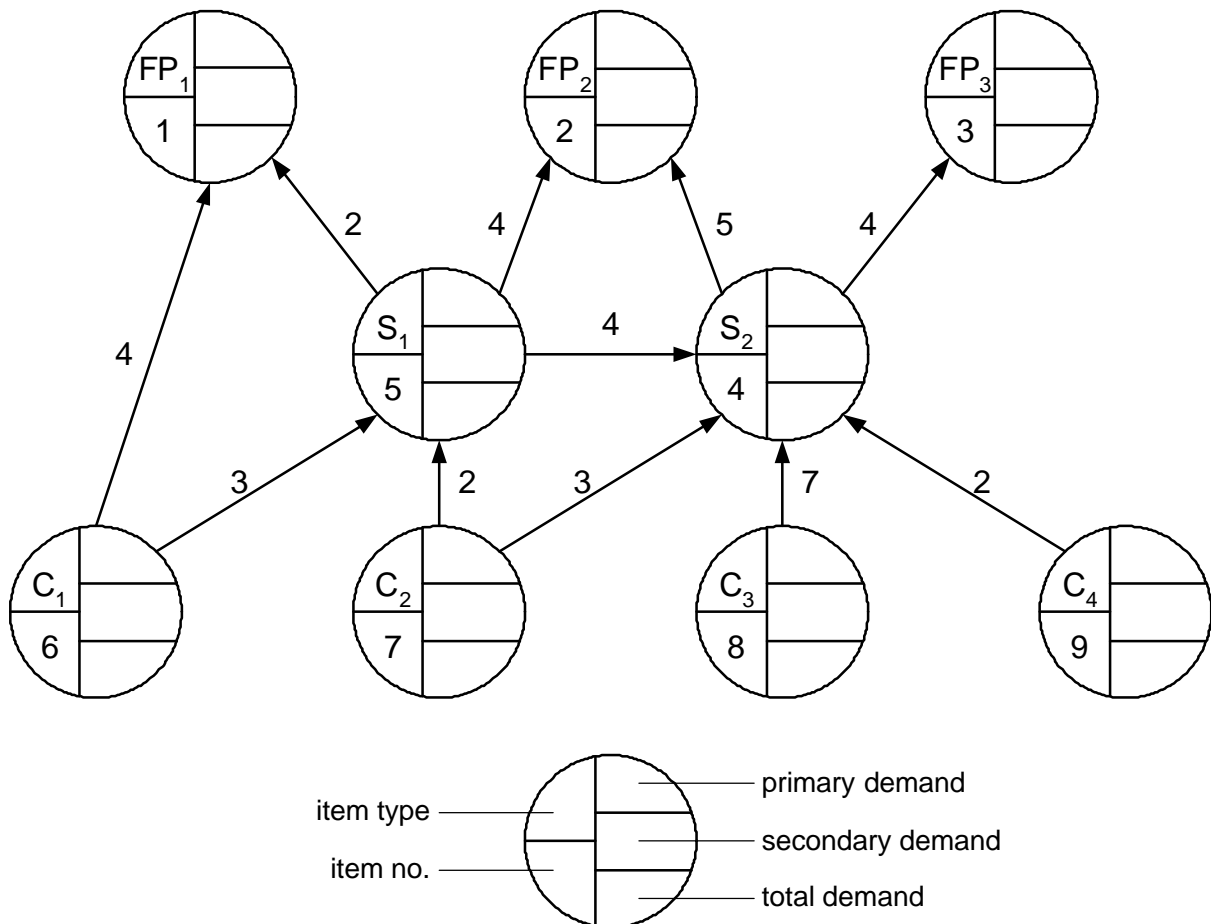 FP₁
1
FP₂
2
FP₃
3
2
4
5
4
4
S₁
5
4
S₂
4
3
2
3
7
2
C₁
6
C₂
7
C₃
8
C₄
9
item type
item no.
primary demand
secondary demand
total demand